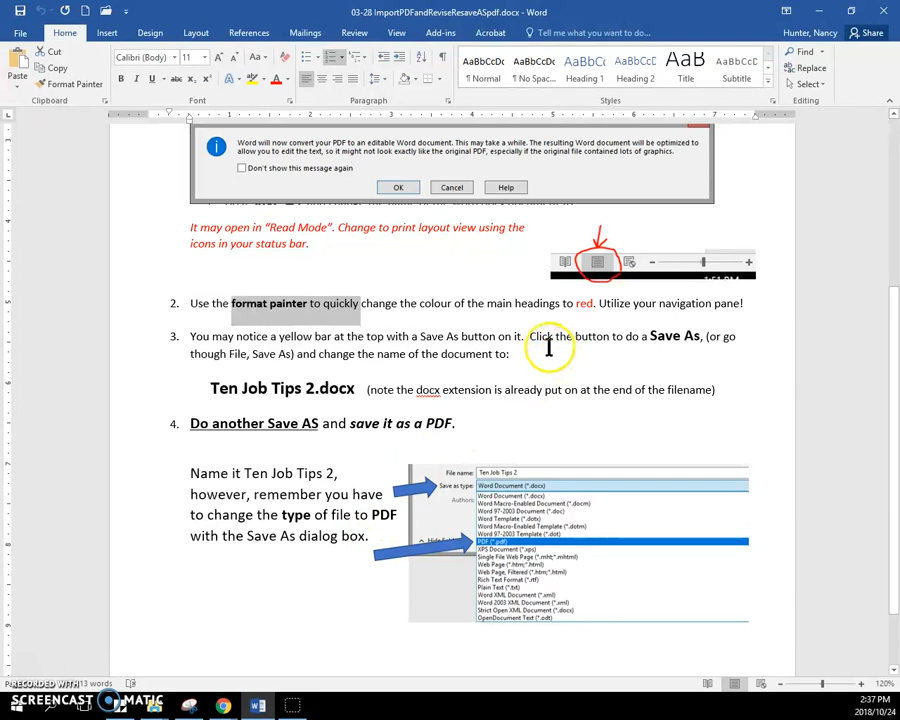 03-28 ImportPDFandReviseResaveASpdf.docx - Word
Hunter, Nancy
Share
File Home Insert Design Layout References Mailings Review View Add-ins Acrobat Tell me what you want to do...
Paste
Cut
Copy
Format Painter
Clipboard
Calibri (Body) 11
Font
Paragraph
AaBbCcDc AaBbCcDc AaBbC AaBbCc AaB AaBbCcD
¶ Normal ¶ No Spac... Heading 1 Heading 2 Title Subtitle
Styles
Find
Replace
Select
Editing
Word will now convert your PDF to an editable Word document. This may take a while. The resulting Word document will be optimized to
allow you to edit the text, so it might not look exactly like the original PDF, especially if the original file contained lots of graphics.
Don't show this message again
OK Cancel Help
It may open in "Read Mode". Change to print layout view using the
icons in your status bar.
2. Use the format painter to quickly change the colour of the main headings to red. Utilize your navigation pane!
3. You may notice a yellow bar at the top with a Save As button on it. Click the button to do a Save As, (or go
though File, Save As) and change the name of the document to:
Ten Job Tips 2.docx (note the docx extension is already put on at the end of the filename)
4. Do another Save AS and save it as a PDF.
Name it Ten Job Tips 2,
however, remember you have
to change the type of file to PDF
with the Save As dialog box.
File name: Ten Job Tips 2
Save as type: Word Document (*.docx)
Authors:
Word Document (*.docx)
Word Macro-Enabled Document (*.docm)
Word 97-2003 Document (*.doc)
Word Template (*.dotx)
Word Macro-Enabled Template (*.dotm)
Word 97-2003 Template (*.dot)
PDF (*.pdf)
XPS Document (*.xps)
Single File Web Page (*.mht;*.mhtml)
Web Page (*.htm;*.html)
Web Page, Filtered (*.htm;*.html)
Rich Text Format (*.rtf)
Plain Text (*.txt)
Word XML Document (*.xml)
Word 2003 XML Document (*.xml)
Strict Open XML Document (*.docx)
OpenDocument Text (*.odt)
120%
RECORDED WITH
SCREENCAST MATIC
2:37 PM
2018/10/24